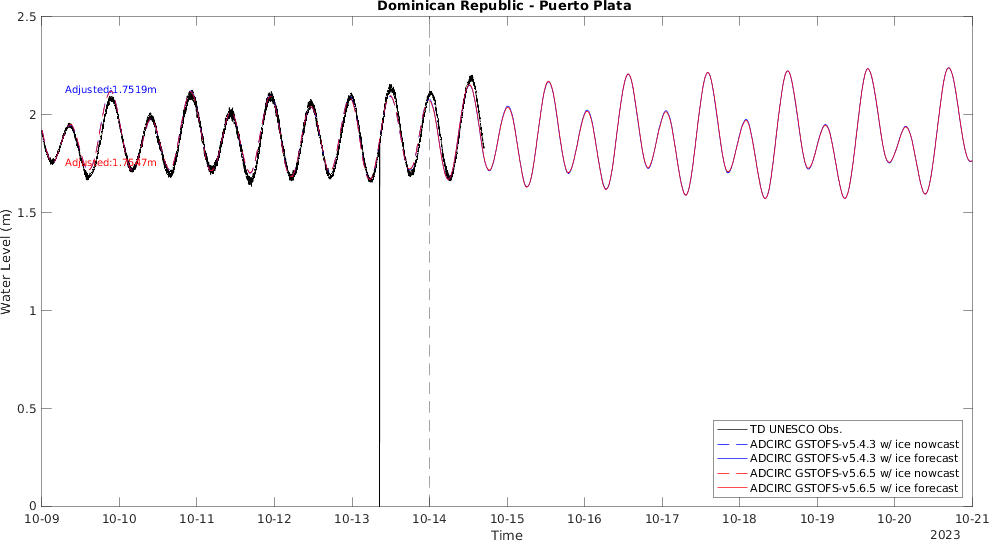 Dominican Republic - Puerto Plata
2.5
2
1.5
1
0.5
0
Water Level (m)
Adjusted:1.7519m
TD UNESCO Obs.
ADCIRC GSTOFS-v5.4.3 w/ ice nowcast
ADCIRC GSTOFS-v5.4.3 w/ ice forecast
ADCIRC GSTOFS-v5.6.5 w/ ice nowcast
ADCIRC GSTOFS-v5.6.5 w/ ice forecast
10-09 10-10 10-11 10-12 10-13 10-14 10-15 10-16 10-17 10-18 10-19 10-20 10-21
Time
2023